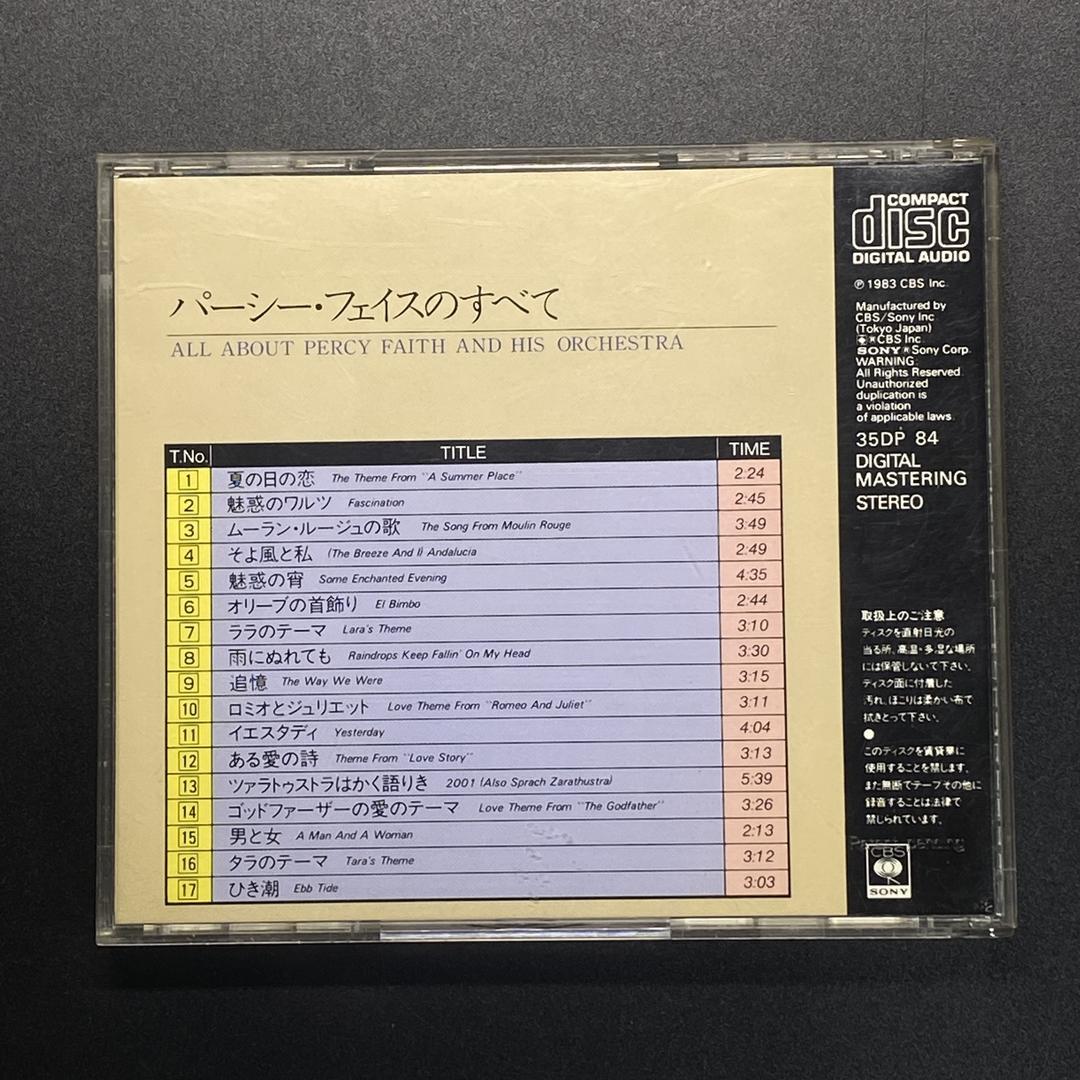 パーシー・フェイスのすべて
ALL ABOUT PERCY FAITH AND HIS ORCHESTRA
T.No. TITLE TIME
1 夏の日の恋 The Theme From "A Summer Place" 2:24
2 魅惑のワルツ Fascination 2:45
3 ムーラン・ルージュの歌 The Song From Moulin Rouge 3:49
4 そよ風と私 (The Breeze And I) Andalucia 2:49
5 魅惑の宵 Some Enchanted Evening 4:35
6 オリーブの首飾り El Bimbo 2:44
7 ララのテーマ Lara's Theme 3:10
8 雨にぬれても Raindrops Keep Fallin' On My Head 3:30
9 追憶 The Way We Were 3:15
10 ロミオとジュリエット Love Theme From "Romeo And Juliet" 3:11
11 イエスタディ Yesterday 4:04
12 ある愛の詩 Theme From "Love Story" 3:13
13 ツァラトゥストラはかく語りき 2001 (Also Sprach Zarathustra) 5:39
14 ゴッドファーザーの愛のテーマ Love Theme From "The Godfather" 3:26
15 男と女 A Man And A Woman 2:13
16 タラのテーマ Tara's Theme 3:12
17 ひき潮 Ebb Tide 3:03
COMPACT
disc
DIGITAL AUDIO
℗ 1983 CBS Inc.
Manufactured by
CBS/Sony Inc
(Tokyo Japan)
®CBS Inc
SONY ® Sony Corp.
WARNING:
All Rights Reserved.
Unauthorized
duplication is
a violation
of applicable laws.
35DP 84
DIGITAL
MASTERING
STEREO
取扱上のご注意
ディスクを直射日光の
当る所、高温・多湿な場所
には保管しないで下さい。
ディスク面に付着した
汚れ、ほこりは柔かい布で
拭きとって下さい。
●
このディスクを賃貸業に
使用することを禁じます。
また無断でテープその他に
録音することは法律で
禁じられています。
CBS
SONY